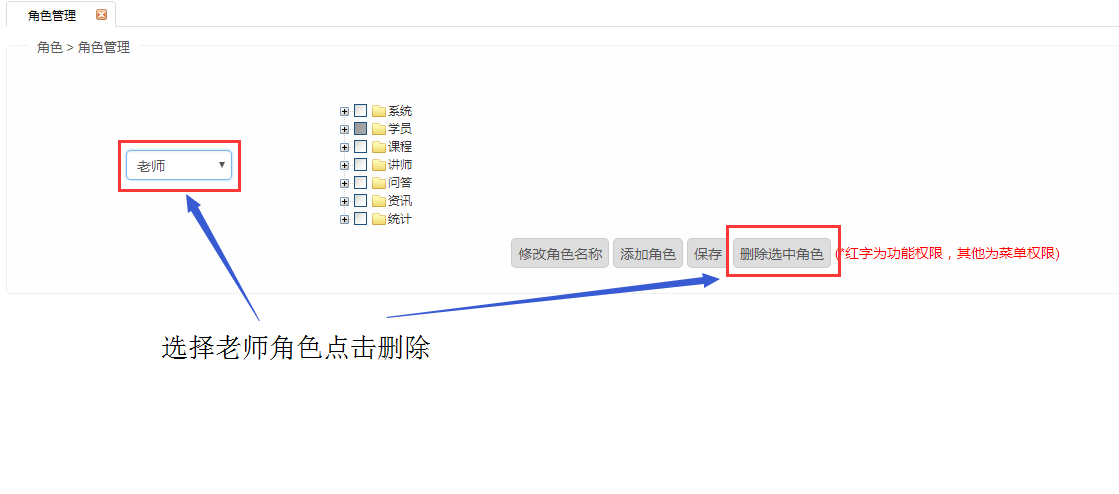 角色管理
角色 > 角色管理
系统
学员
课程
老师
讲师
问答
资讯
统计
修改角色名称 添加角色 保存 删除选中角色 (*红字为功能权限，其他为菜单权限)
选择老师角色点击删除